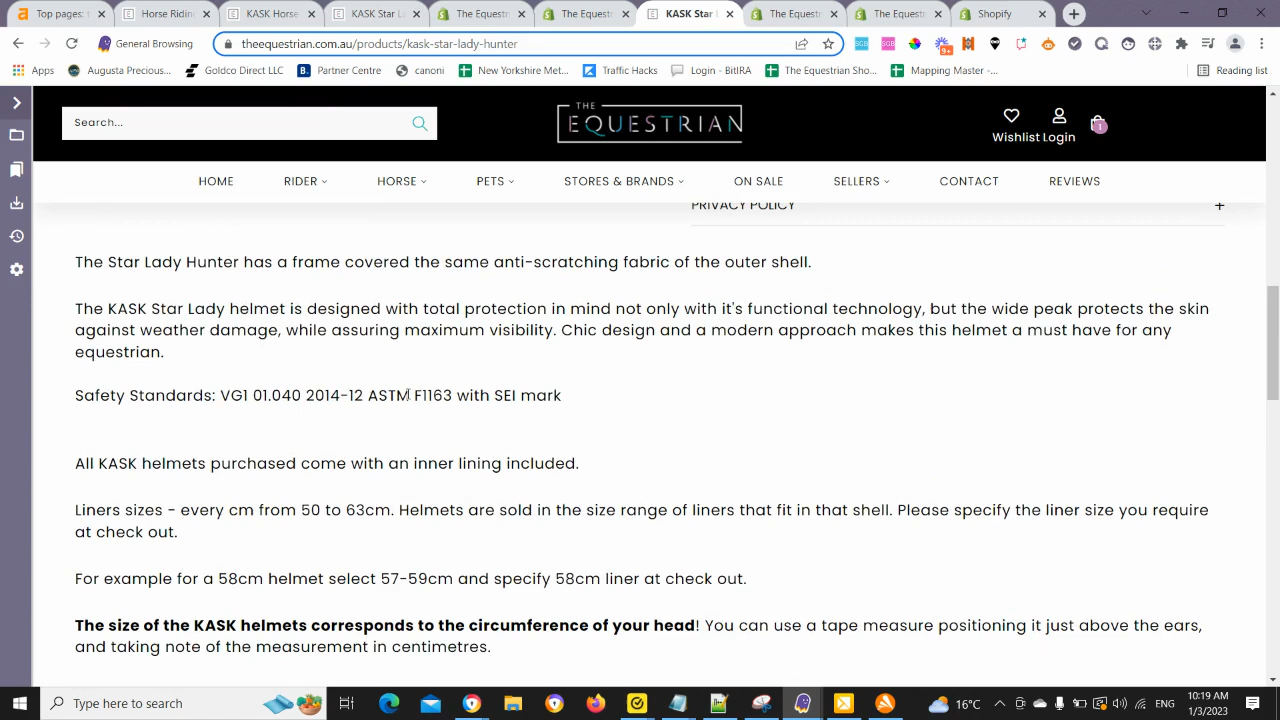 Top pages: t
Horse Ridin
KASK Horse
KASK Star L
The Equestr
The Equestr
KASK Star L
The Equestr
The Equestr
Shopify
General Browsing
theequestrian.com.au/products/kask-star-lady-hunter
9+
Apps
Augusta Precious...
Goldco Direct LLC
Partner Centre
canoni
New Yorkshire Met...
Traffic Hacks
Login - BitIRA
The Equestrian Sho...
Mapping Master -...
Reading list
Search...
THE
EQUESTRIAN
Wishlist Login
1
HOME
RIDER
HORSE
PETS
STORES & BRANDS
ON SALE
SELLERS
CONTACT
REVIEWS
PRIVACY POLICY
+
The Star Lady Hunter has a frame covered the same anti-scratching fabric of the outer shell.
The KASK Star Lady helmet is designed with total protection in mind not only with it's functional technology, but the wide peak protects the skin
against weather damage, while assuring maximum visibility. Chic design and a modern approach makes this helmet a must have for any
equestrian.
Safety Standards: VG1 01.040 2014-12 ASTM F1163 with SEI mark
All KASK helmets purchased come with an inner lining included.
Liners sizes - every cm from 50 to 63cm. Helmets are sold in the size range of liners that fit in that shell. Please specify the liner size you require
at check out.
For example for a 58cm helmet select 57-59cm and specify 58cm liner at check out.
The size of the KASK helmets corresponds to the circumference of your head! You can use a tape measure positioning it just above the ears,
and taking note of the measurement in centimetres.
Type here to search
16°C
ENG
10:19 AM
1/3/2023